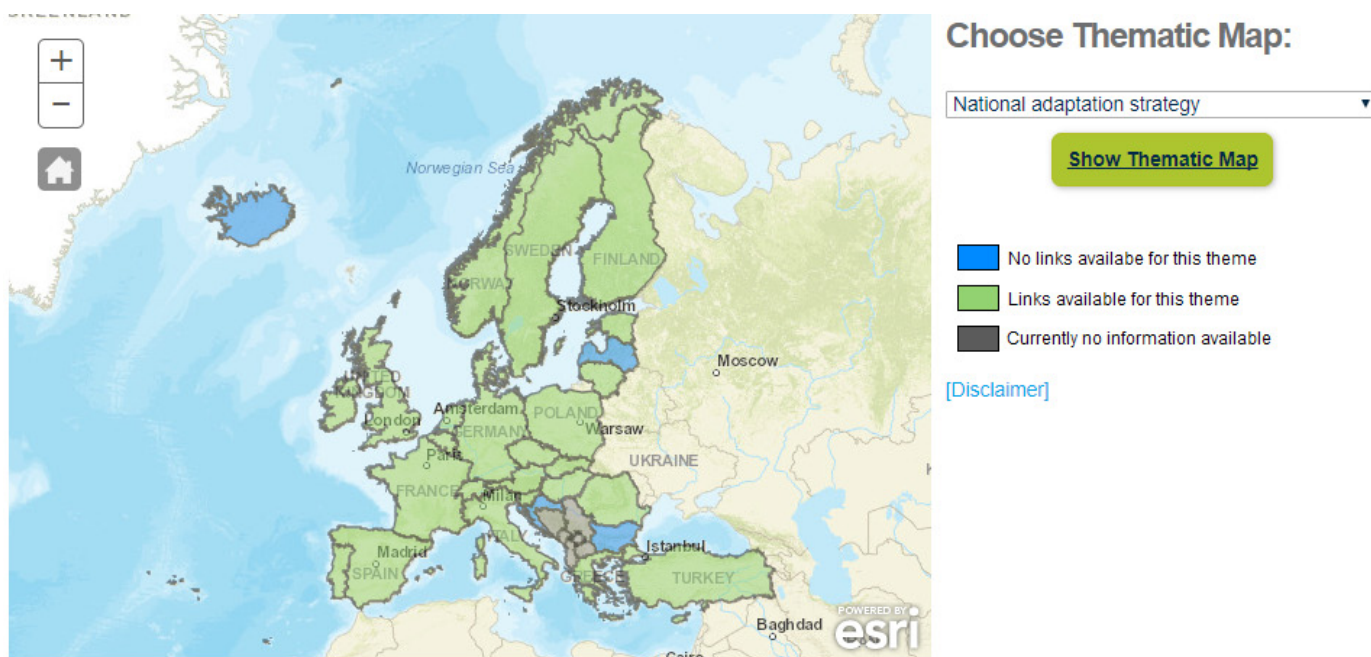 GREENLAND
+
−
Norwegian Sea
SWEDEN
FINLAND
NORWAY
Stockholm
Moscow
UNITED
KINGDOM
Amsterdam
POLAND
London
GERMANY
Warsaw
Paris
UKRAINE
FRANCE
Milan
ITALY
Istanbul
Madrid
SPAIN
GREECE
TURKEY
POWERED BY
esri
Baghdad
Cairo
Choose Thematic Map:
National adaptation strategy
Show Thematic Map
No links availabe for this theme
Links available for this theme
Currently no information available
[Disclaimer]